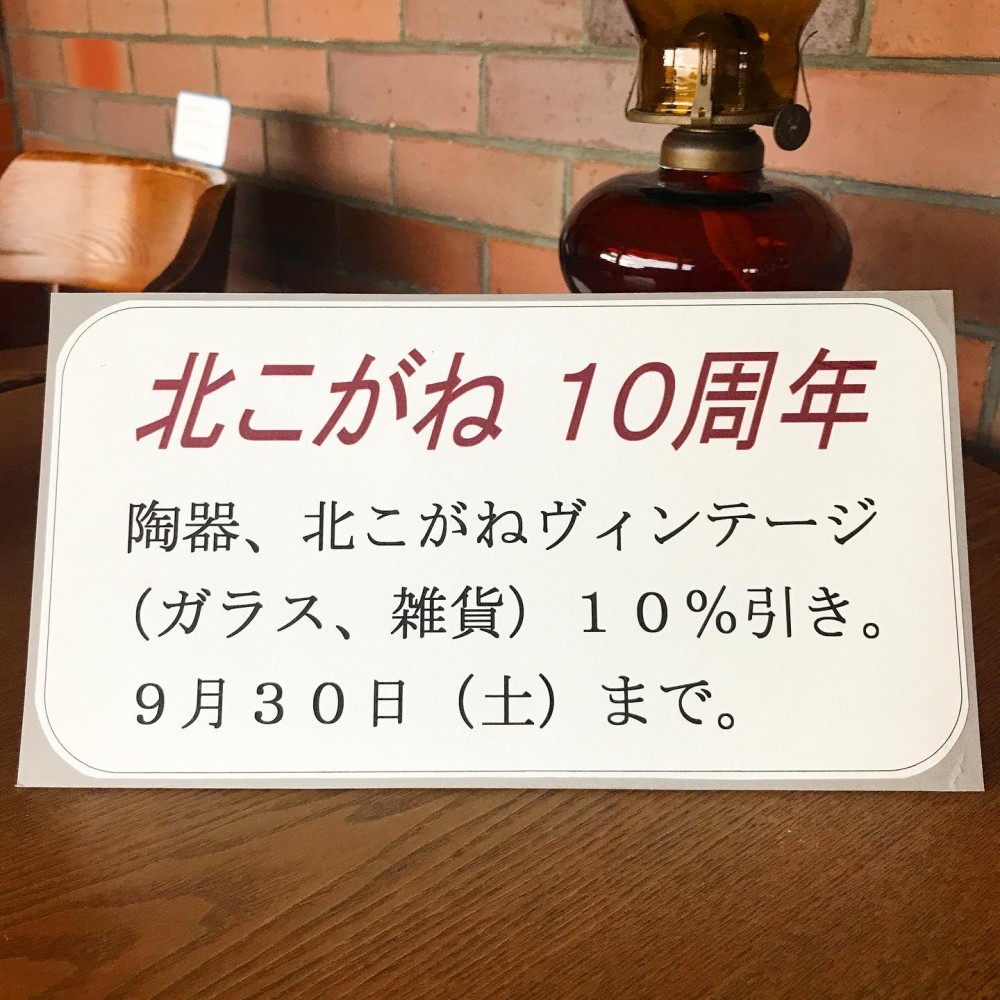 北こがね 10周年
陶器、北こがねヴィンテージ
（ガラス、雑貨）１０％引き。
９月３０日（土）まで。